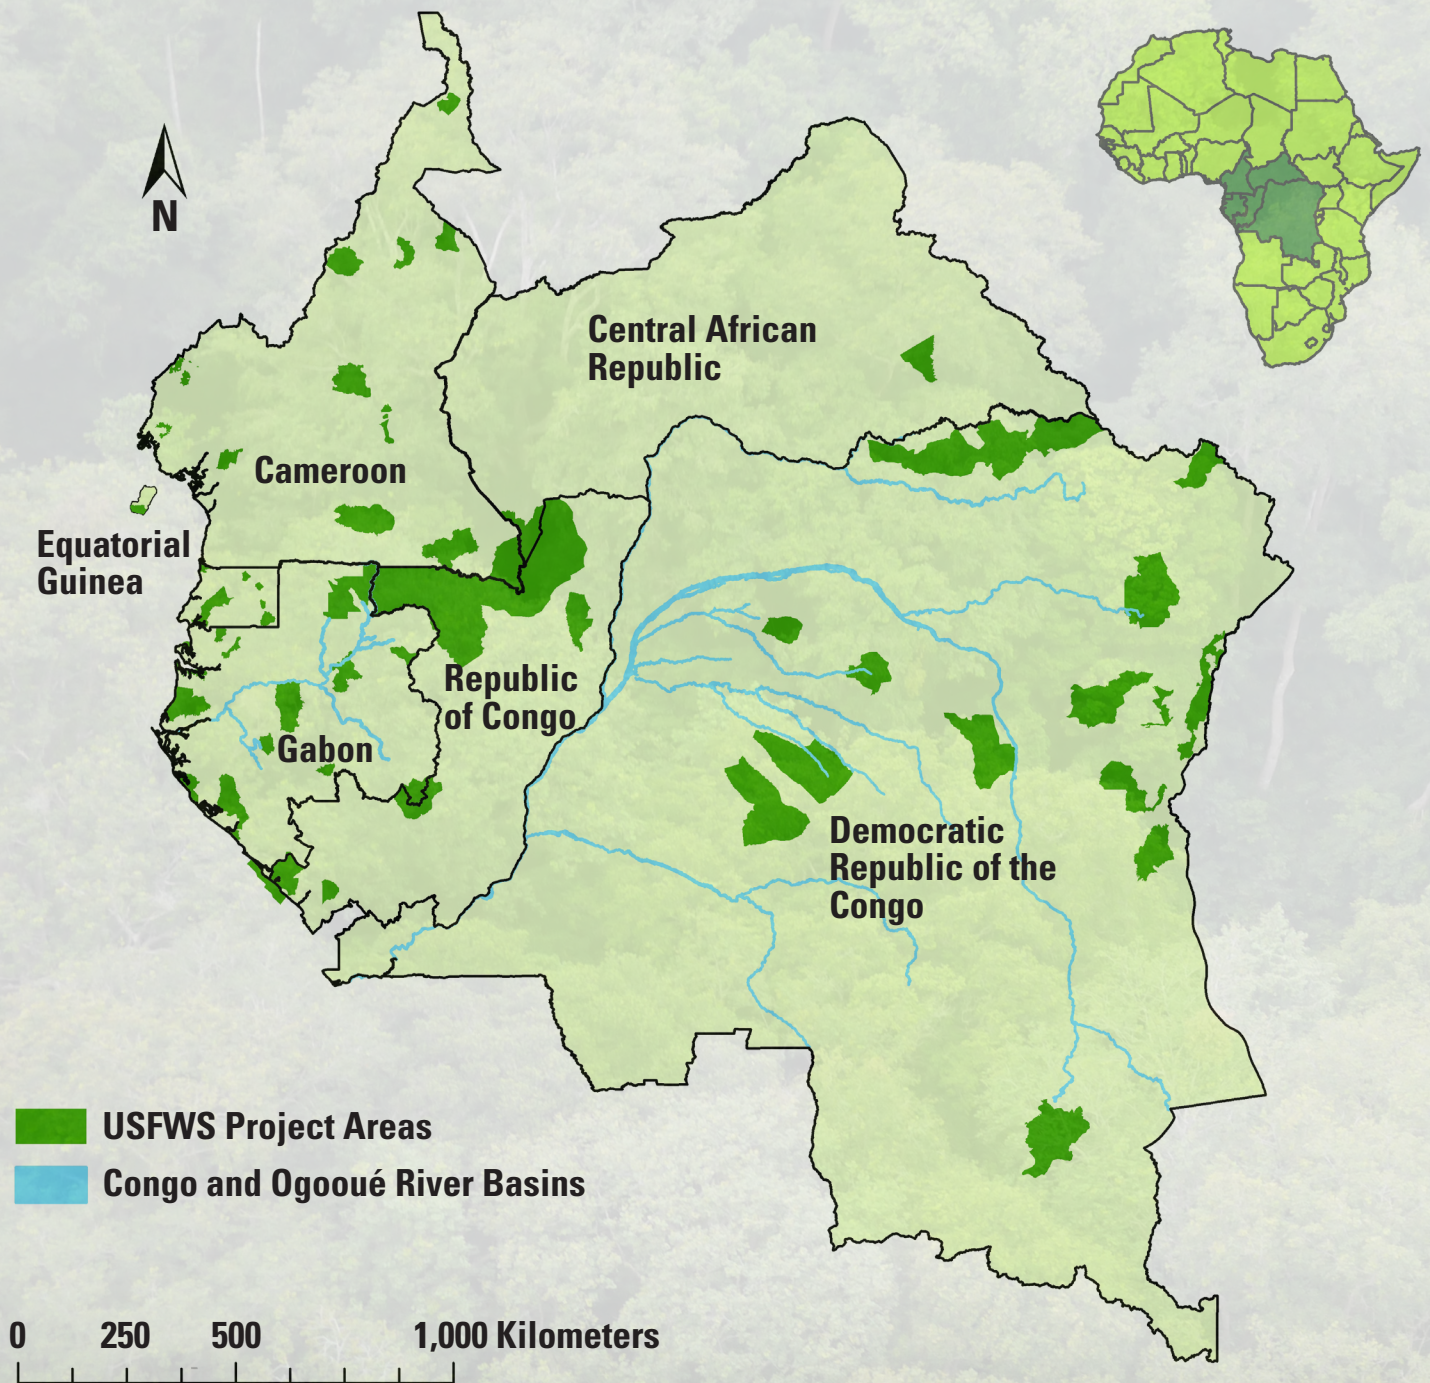 N
Central African
Republic
Cameroon
Equatorial
Guinea
Republic
of Congo
Gabon
Democratic
Republic of the
Congo
USFWS Project Areas
Congo and Ogooué River Basins
0 250 500 1,000 Kilometers